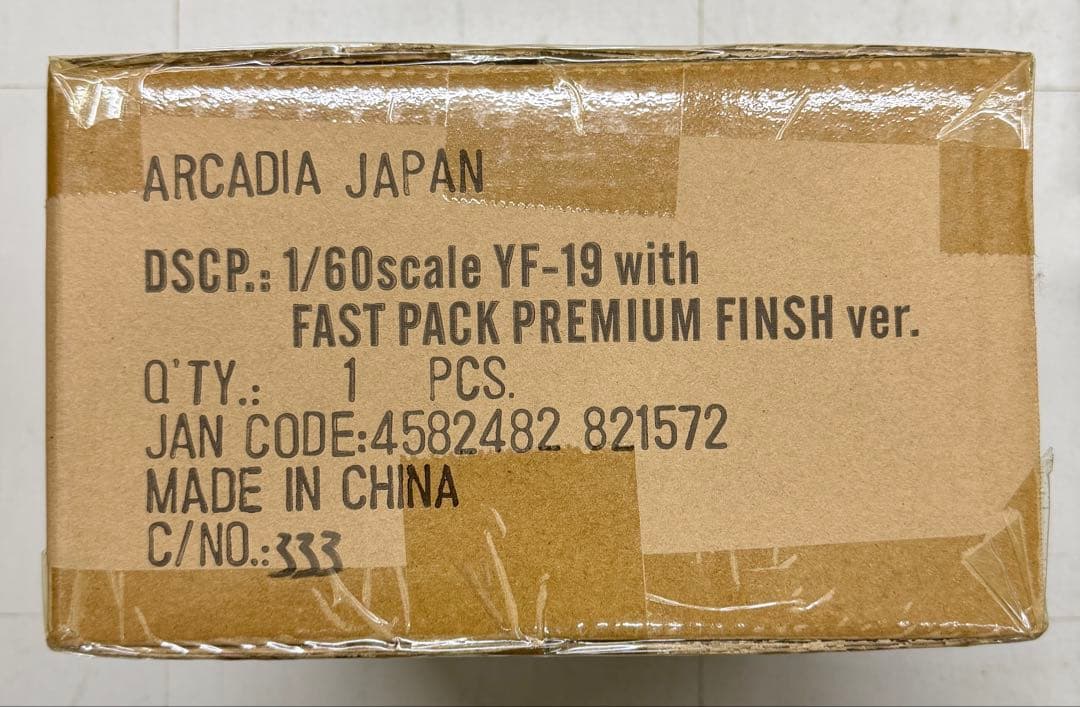 ARCADIA JAPAN
DSCP.: 1/60scale YF-19 with
FAST PACK PREMIUM FINSH ver.
Q'TY.: 1 PCS.
JAN CODE:4582482 821572
MADE IN CHINA
C/NO.:333